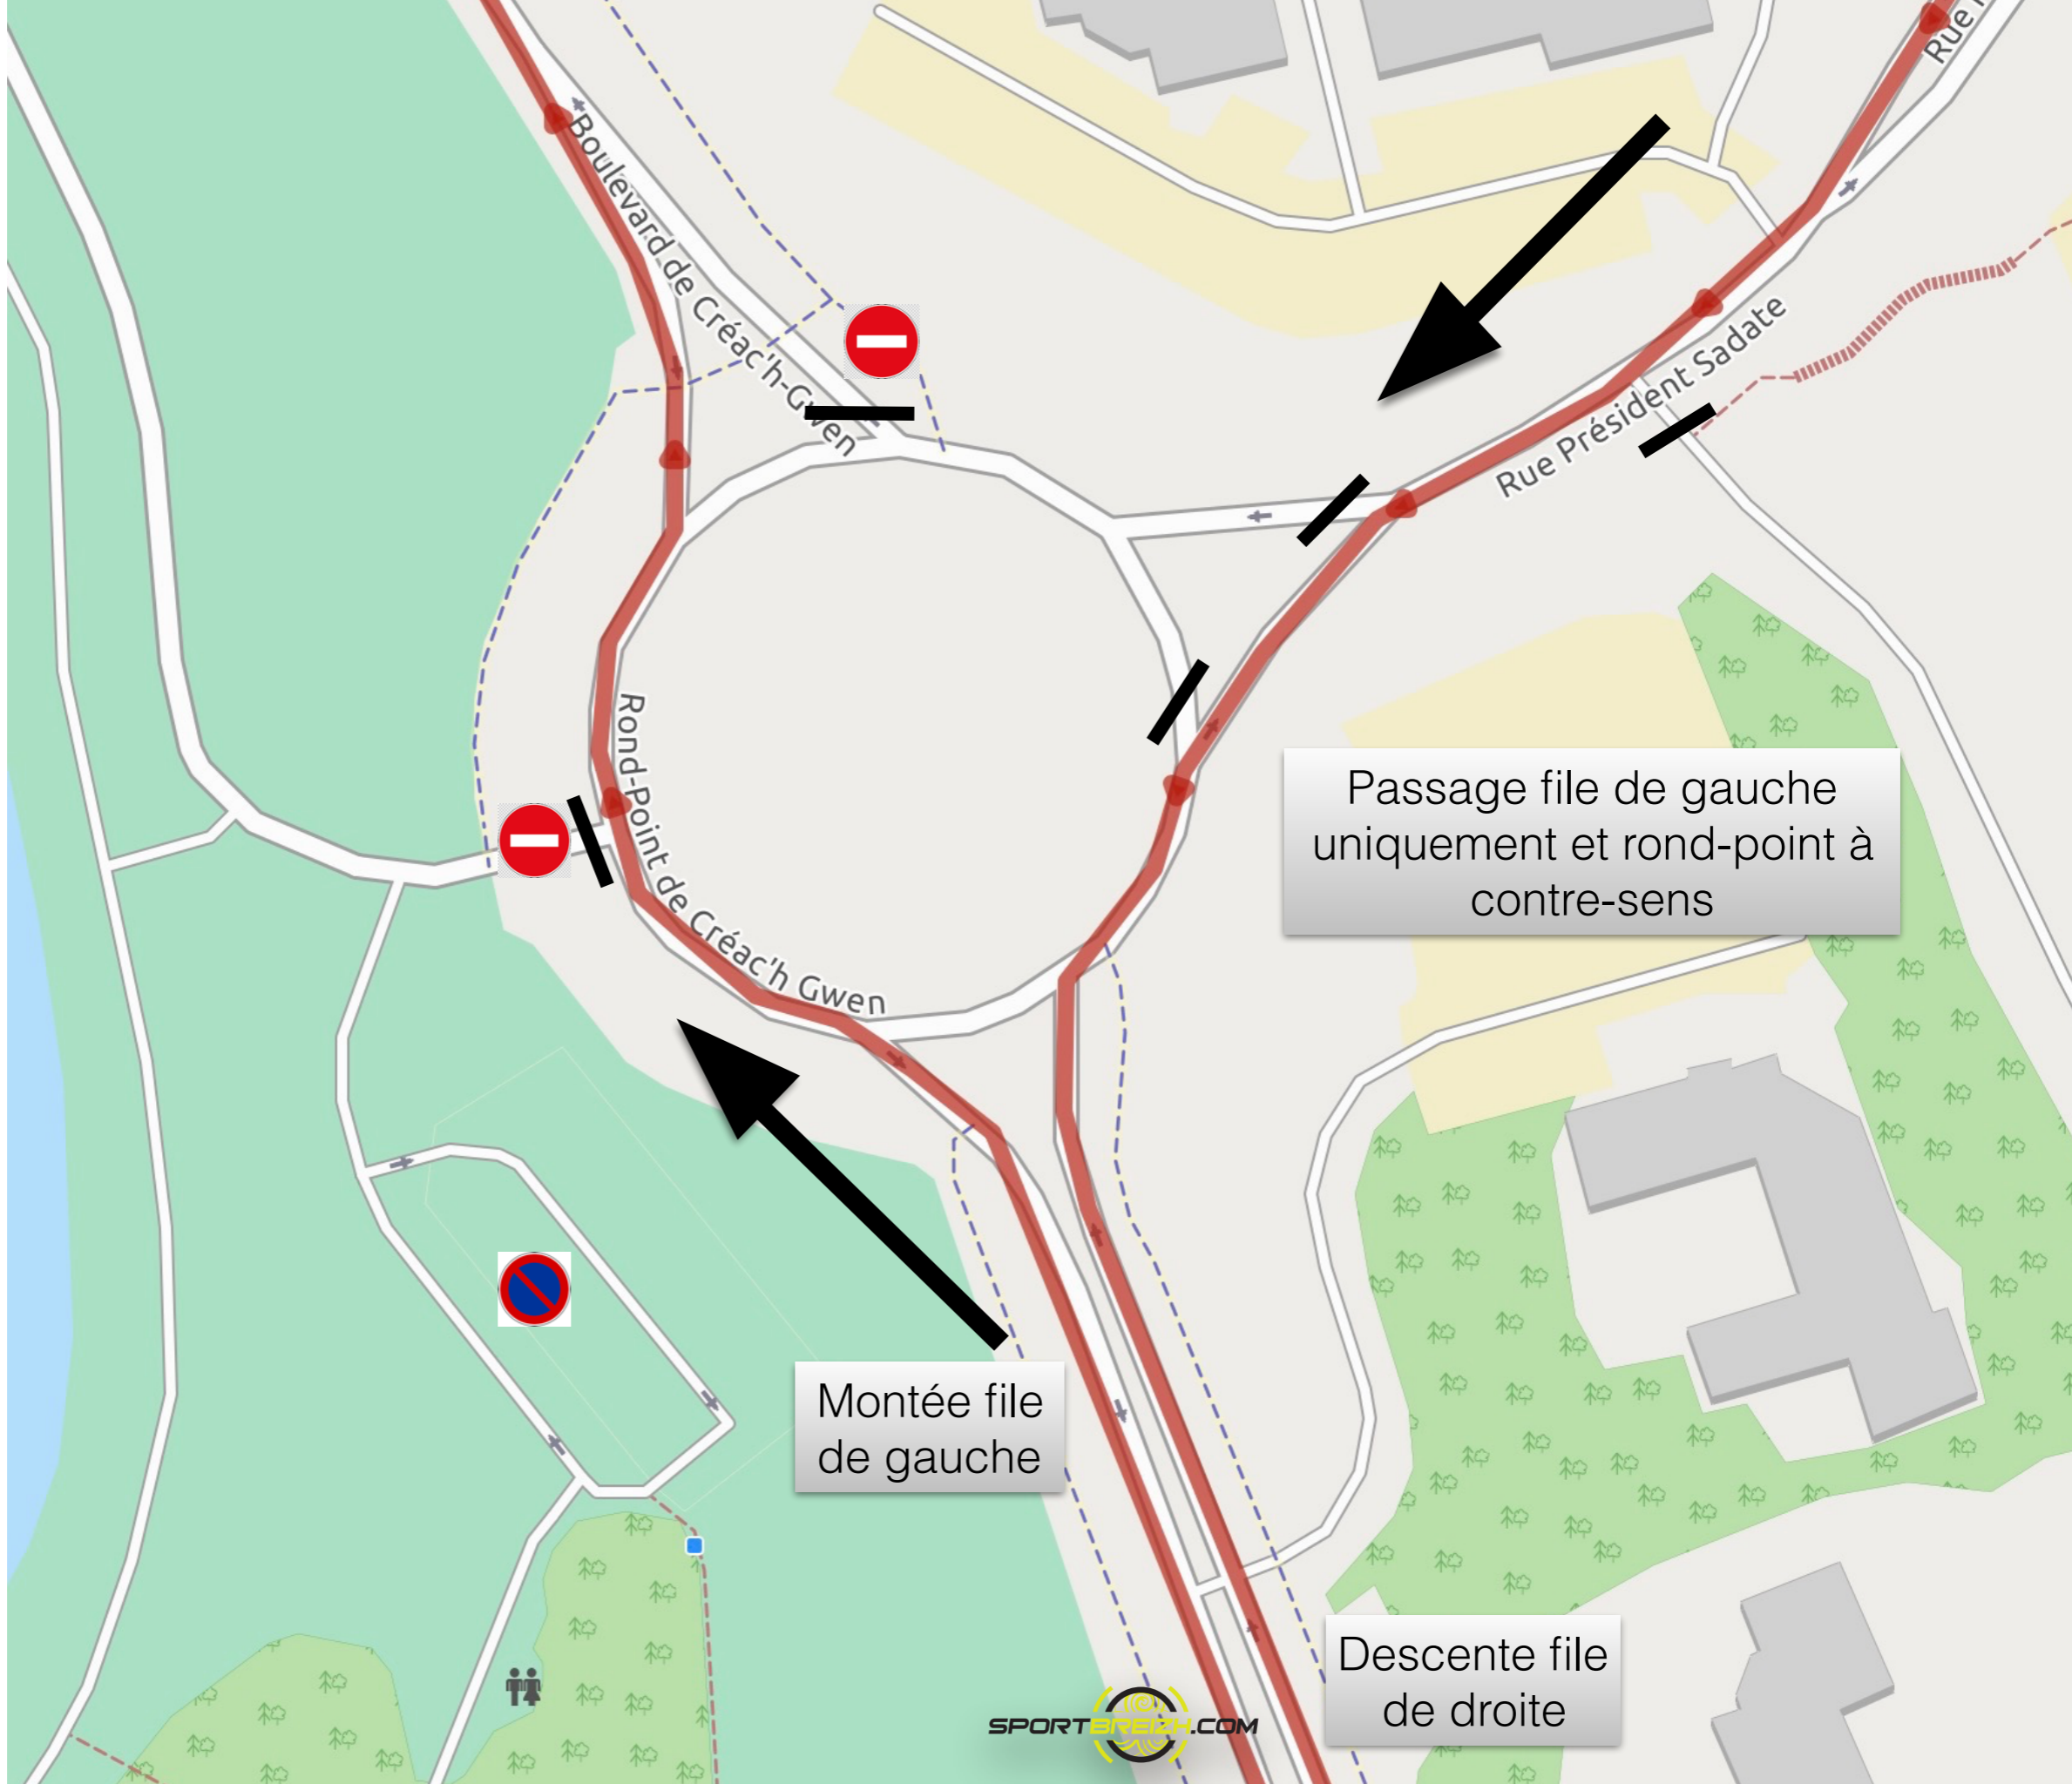 Rue
Boulevard de Créac'h-Gwen
Rue Président Sadate
Rond-Point de Créac'h Gwen
Passage file de gauche
uniquement et rond-point à
contre-sens
Montée file
de gauche
Descente file
de droite
SPORTBREIZH.COM